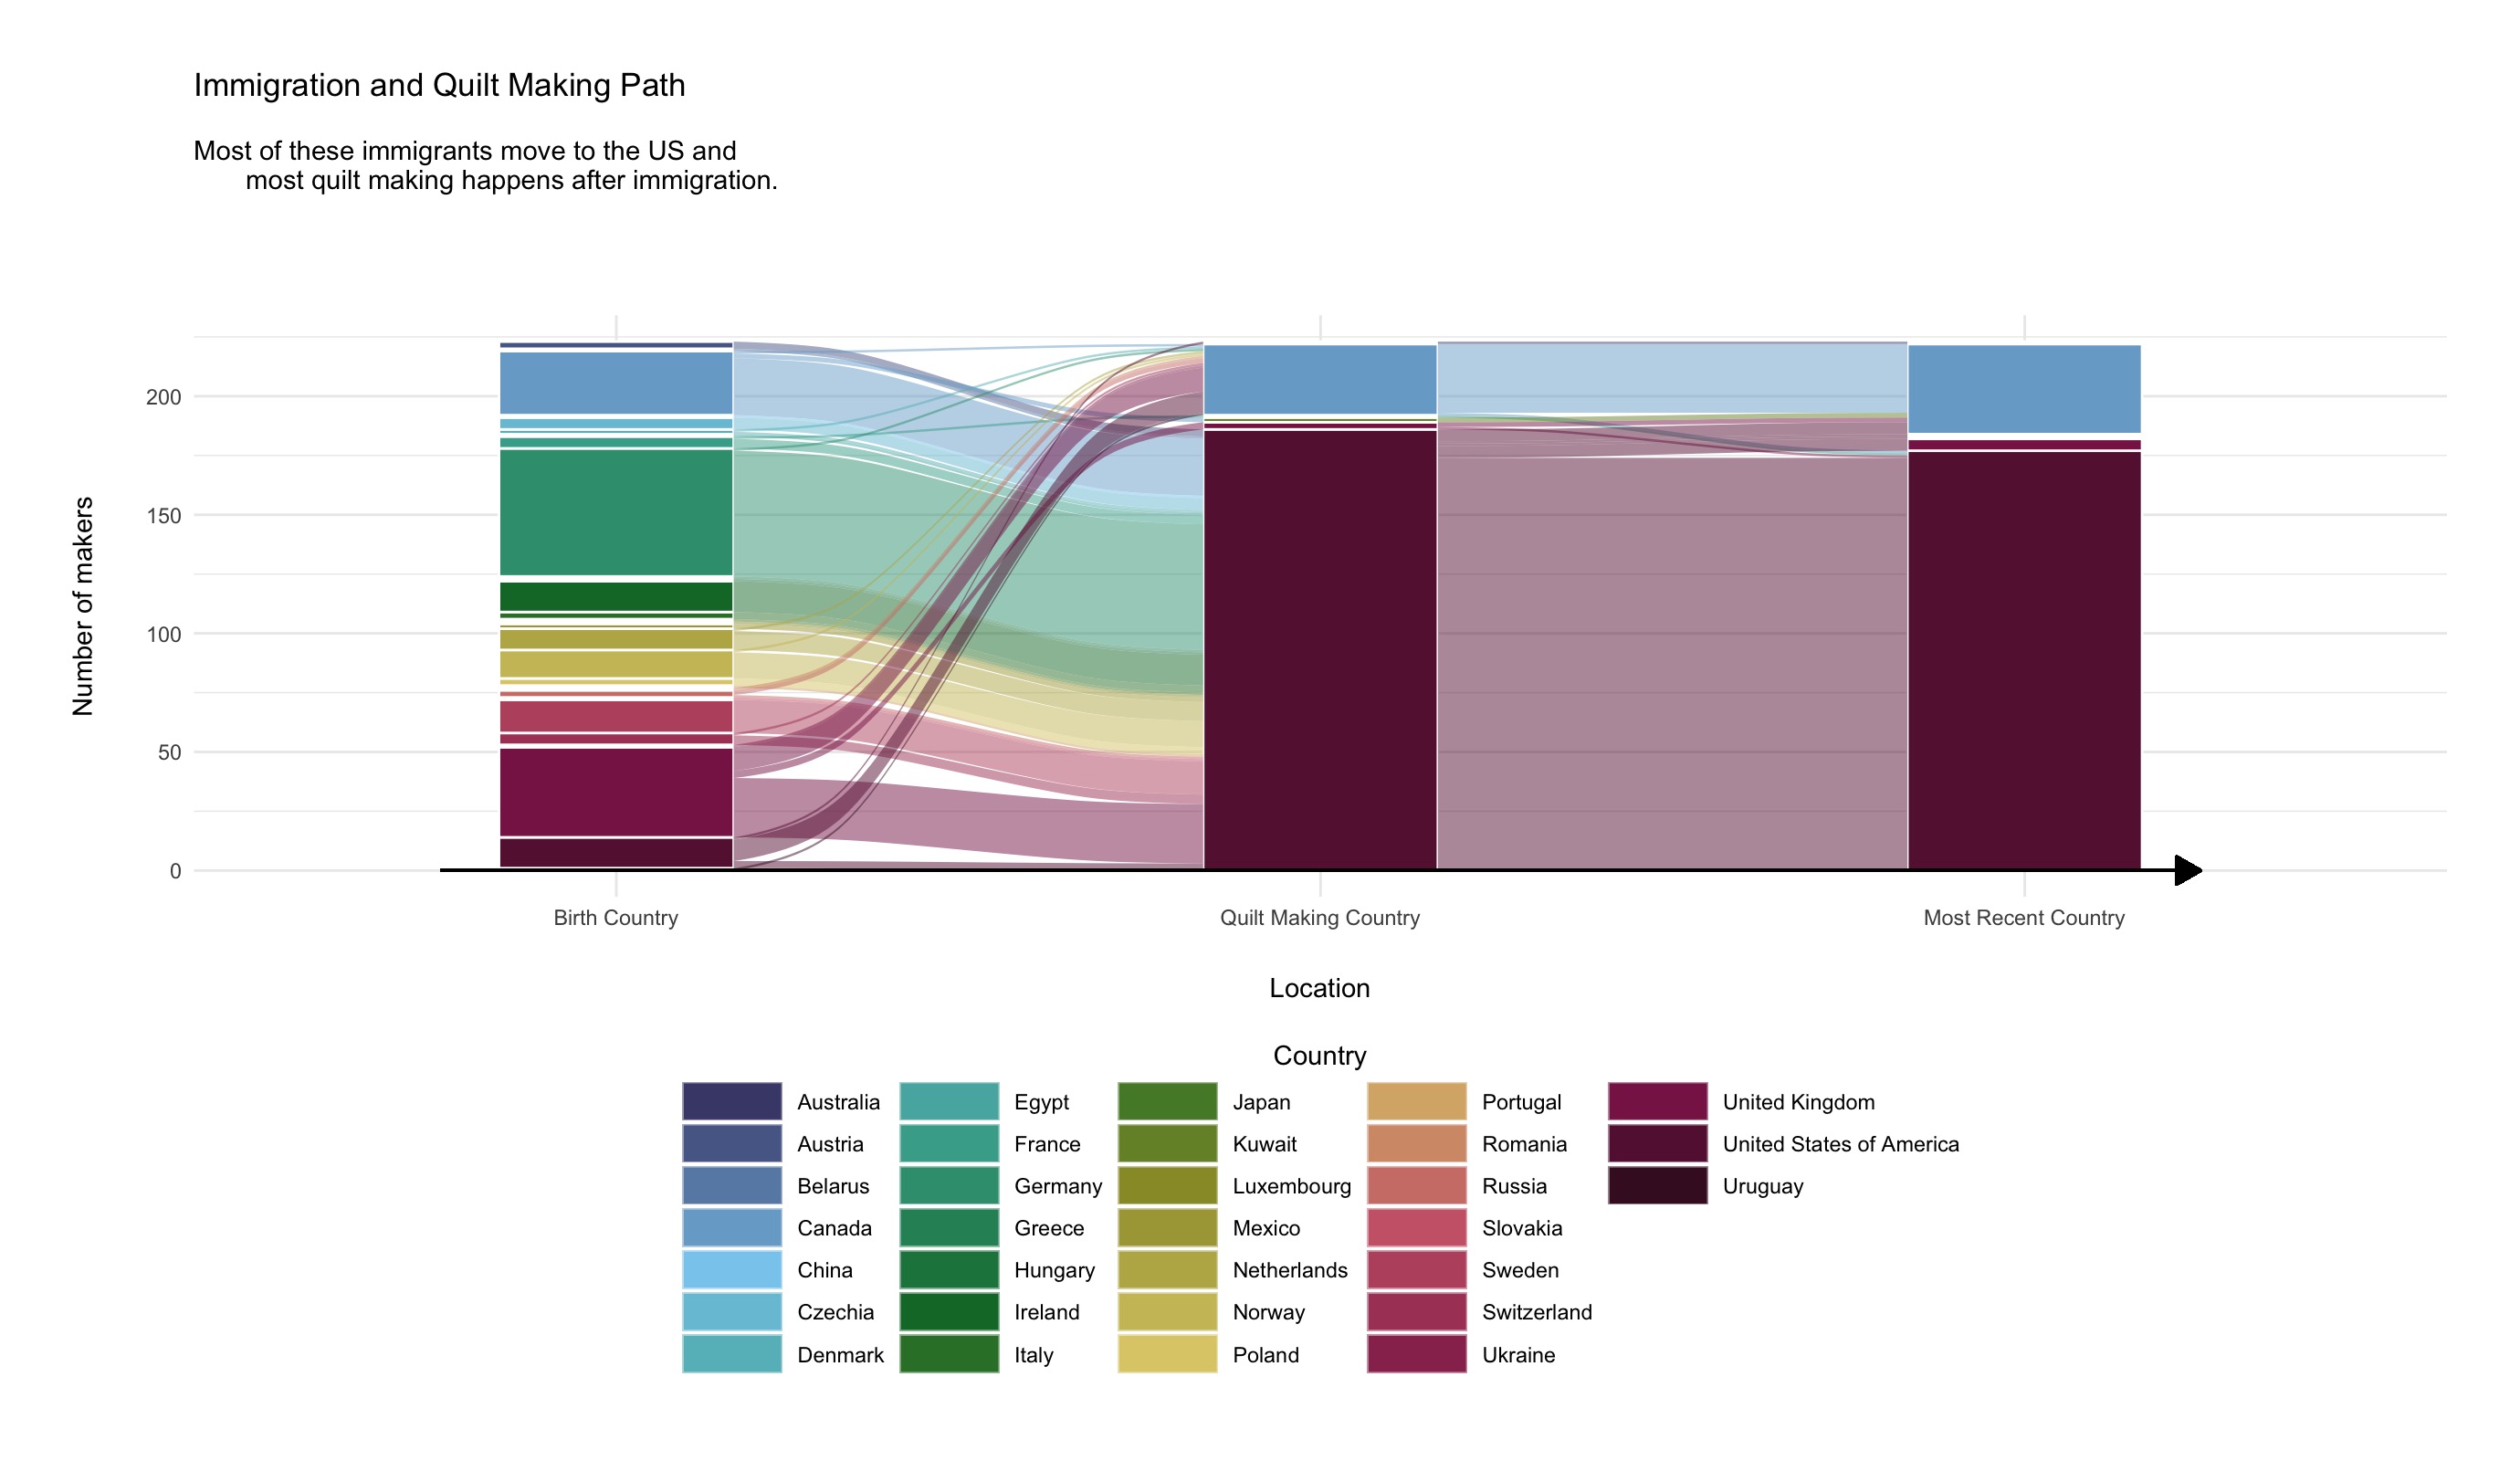 Immigration and Quilt Making Path
Most of these immigrants move to the US and
most quilt making happens after immigration.
Number of makers
200
150
100
50
0
Birth Country
Quilt Making Country
Most Recent Country
Location
Country
Australia
Austria
Belarus
Canada
China
Czechia
Denmark
Egypt
France
Germany
Greece
Hungary
Ireland
Italy
Japan
Kuwait
Luxembourg
Mexico
Netherlands
Norway
Poland
Portugal
Romania
Russia
Slovakia
Sweden
Switzerland
Ukraine
United Kingdom
United States of America
Uruguay